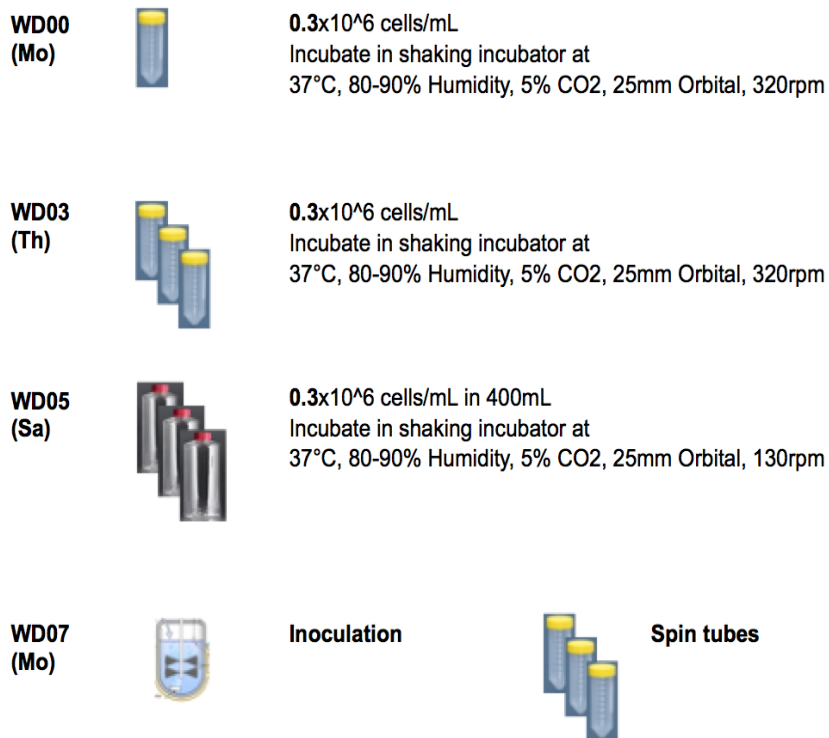 WD00
(Mo)
0.3x10^6 cells/mL
Incubate in shaking incubator at
37°C, 80-90% Humidity, 5% CO2, 25mm Orbital, 320rpm
WD03
(Th)
0.3x10^6 cells/mL
Incubate in shaking incubator at
37°C, 80-90% Humidity, 5% CO2, 25mm Orbital, 320rpm
WD05
(Sa)
0.3x10^6 cells/mL in 400mL
Incubate in shaking incubator at
37°C, 80-90% Humidity, 5% CO2, 25mm Orbital, 130rpm
WD07
(Mo)
Inoculation
Spin tubes